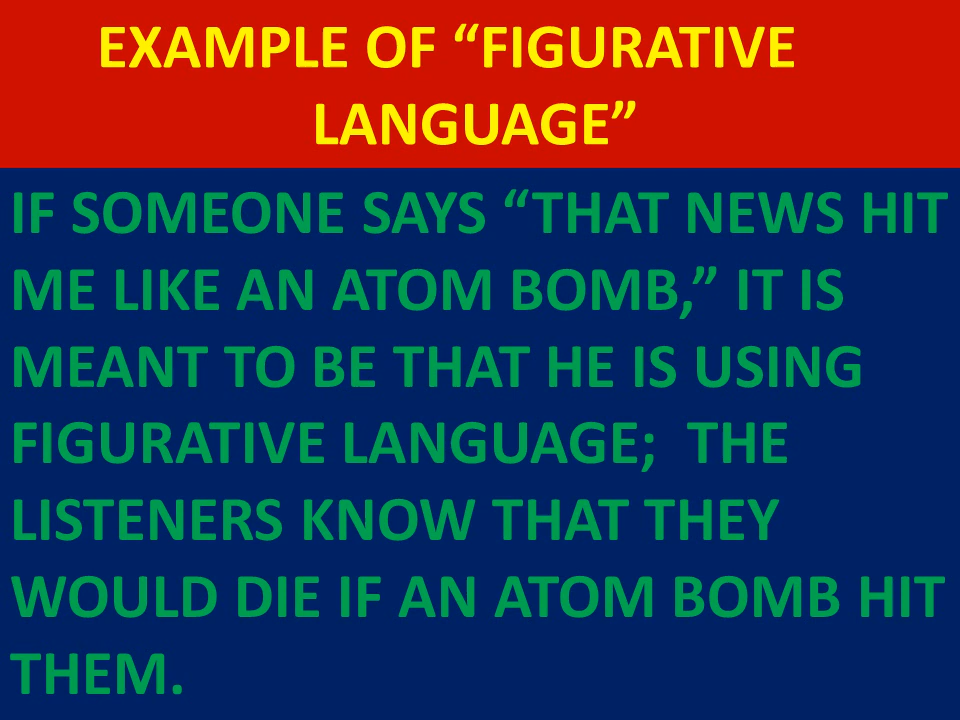 EXAMPLE OF “FIGURATIVE
LANGUAGE”
IF SOMEONE SAYS “THAT NEWS HIT
ME LIKE AN ATOM BOMB,” IT IS
MEANT TO BE THAT HE IS USING
FIGURATIVE LANGUAGE; THE
LISTENERS KNOW THAT THEY
WOULD DIE IF AN ATOM BOMB HIT
THEM.